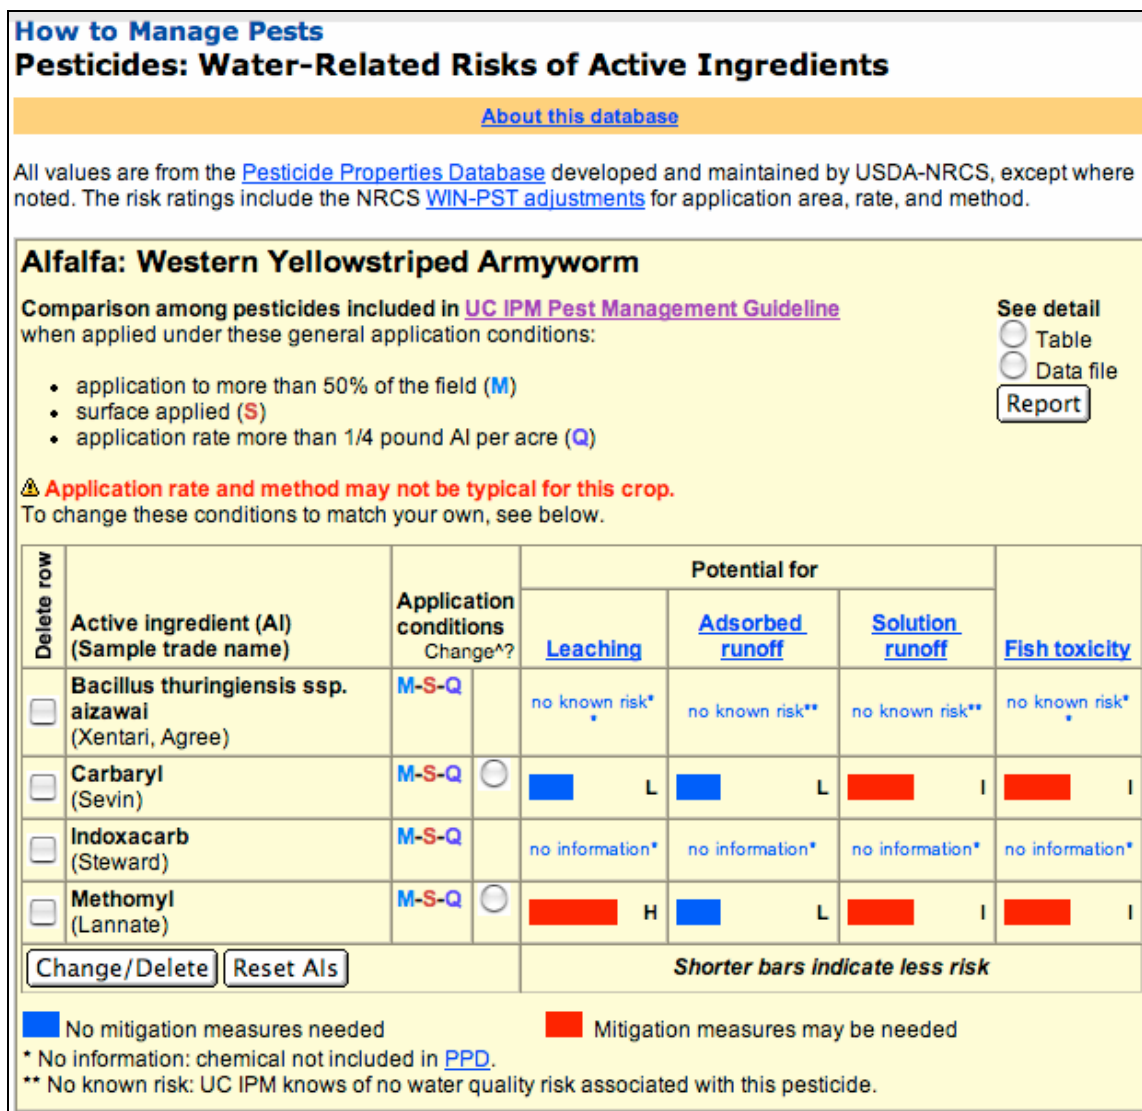 How to Manage Pests
Pesticides: Water-Related Risks of Active Ingredients
About this database
All values are from the Pesticide Properties Database developed and maintained by USDA-NRCS, except where
noted. The risk ratings include the NRCS WIN-PST adjustments for application area, rate, and method.
Alfalfa: Western Yellowstriped Armyworm
Comparison among pesticides included in UC IPM Pest Management Guideline
when applied under these general application conditions:
See detail
Table
Data file
Report
• application to more than 50% of the field (M)
• surface applied (S)
• application rate more than 1/4 pound AI per acre (Q)
Application rate and method may not be typical for this crop.
To change these conditions to match your own, see below.
Delete row
Active ingredient (AI)
(Sample trade name)
Application
conditions
Change^?
Potential for
Leaching
Adsorbed
runoff
Solution
runoff
Fish toxicity
Bacillus thuringiensis ssp.
aizawai
(Xentari, Agree)
M-S-Q
no known risk*
*
no known risk**
no known risk**
no known risk*
*
Carbaryl
(Sevin)
M-S-Q
L
L
I
I
Indoxacarb
(Steward)
M-S-Q
no information*
no information*
no information*
no information*
Methomyl
(Lannate)
M-S-Q
H
L
I
I
Change/Delete
Reset AIs
Shorter bars indicate less risk
No mitigation measures needed
Mitigation measures may be needed
* No information: chemical not included in PPD.
** No known risk: UC IPM knows of no water quality risk associated with this pesticide.